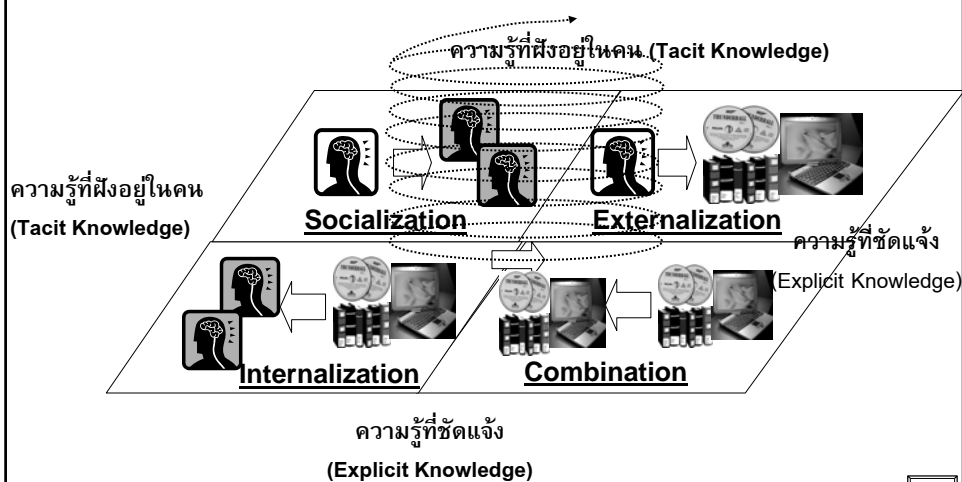 ความรู้ที่ฝังอยู่ในคน (Tacit Knowledge)
ความรู้ที่ฝังอยู่ในคน
(Tacit Knowledge)
Socialization
Externalization
ความรู้ที่ชัดแจ้ง
(Explicit Knowledge)
Internalization
Combination
ความรู้ที่ชัดแจ้ง
(Explicit Knowledge)